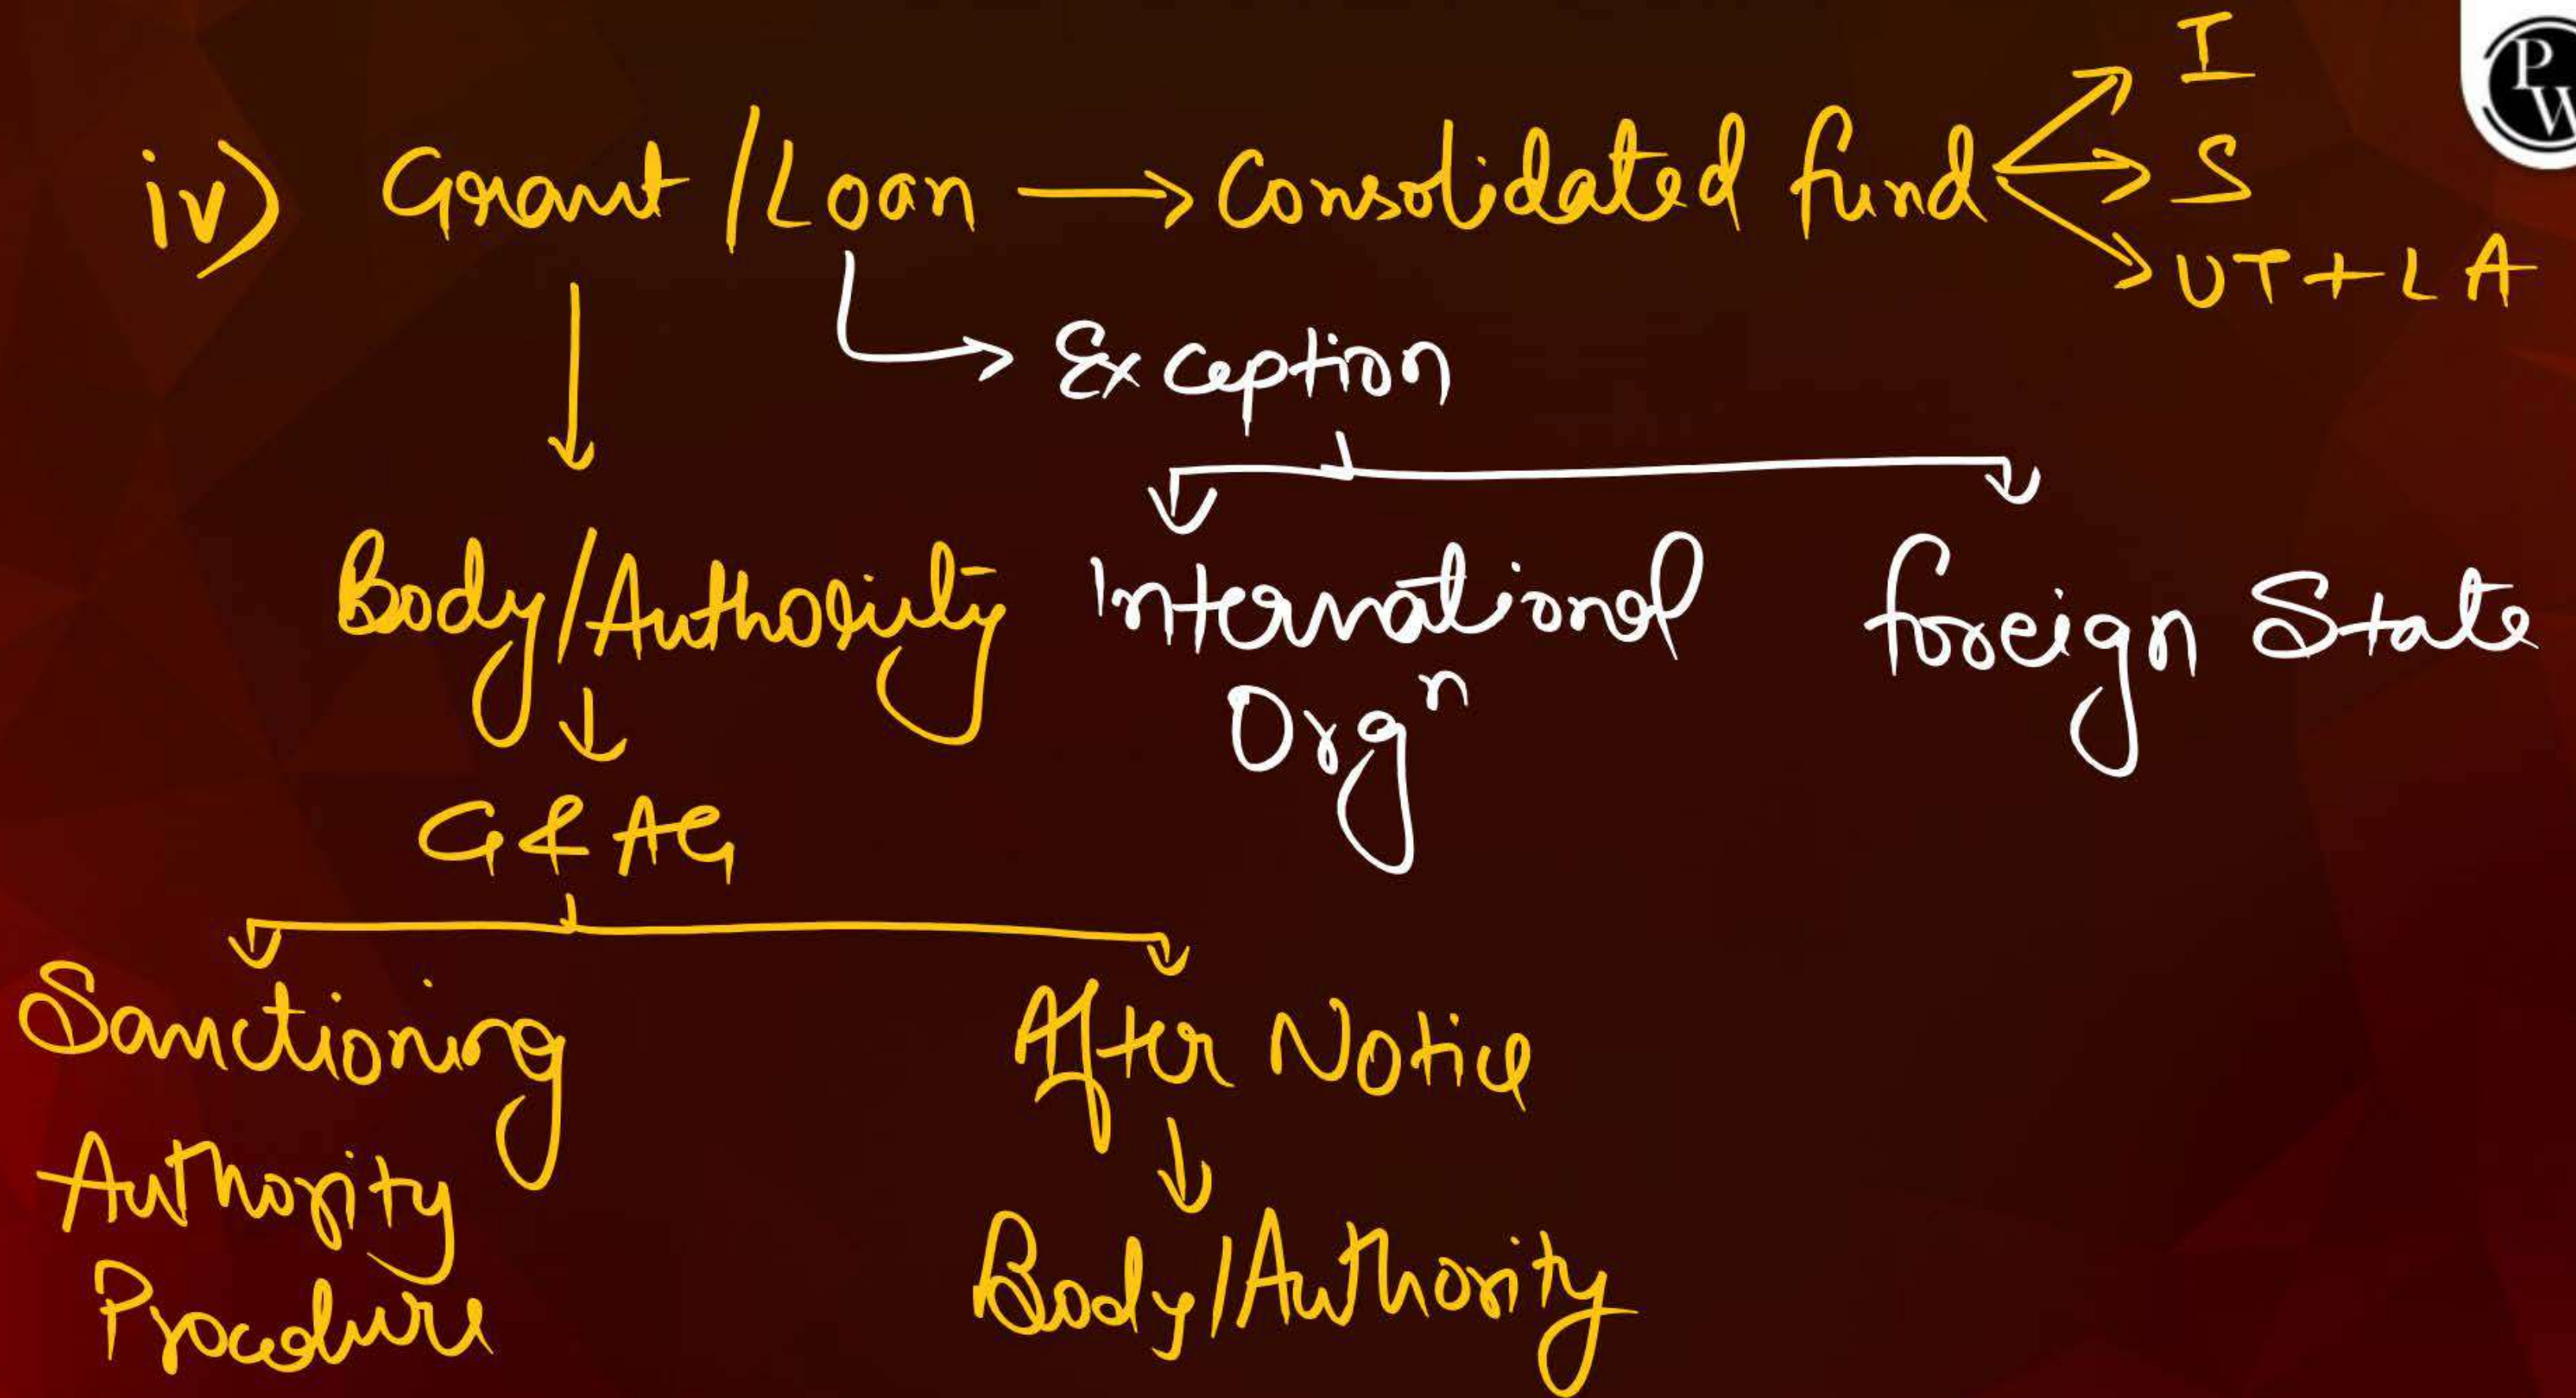 I
iv) Grant/Loan → Consolidated fund S
UT+LA
Exception
Body/Authority International foreign State
Orgⁿ
C&AG
Sanctioning After Notice
Authority
Procedure Body/Authority
PW